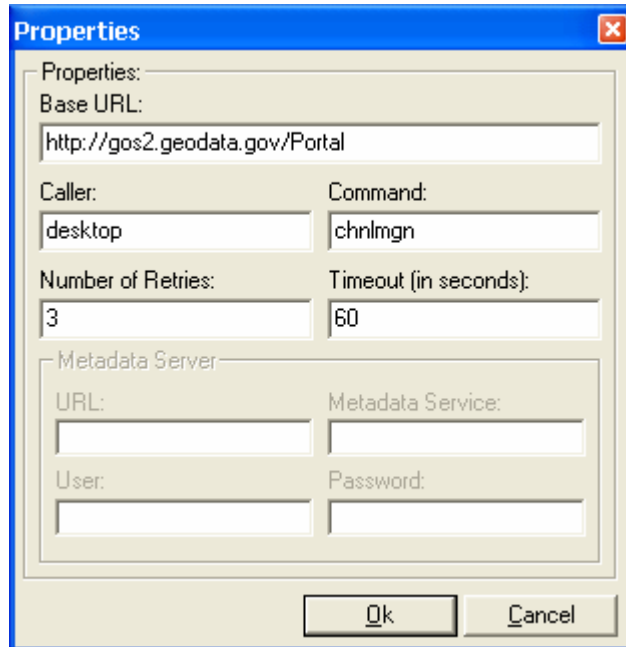 Properties
Properties:
Base URL:
http://gos2.geodata.gov/Portal
Caller: Command:
desktop chnlmgn
Number of Retries: Timeout (in seconds):
3 60
Metadata Server
URL: Metadata Service:
User: Password:
Ok Cancel